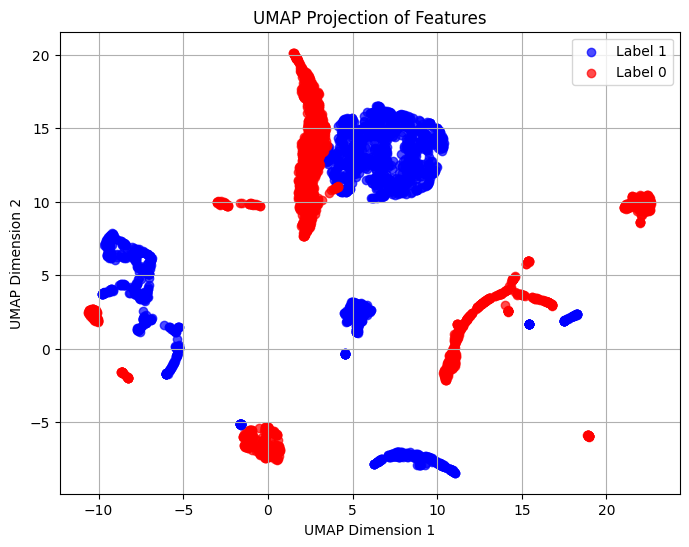 UMAP Projection of Features
Label 1
Label 0
UMAP Dimension 2
20
15
10
5
0
−5
−10
−5
0
5
10
15
20
UMAP Dimension 1